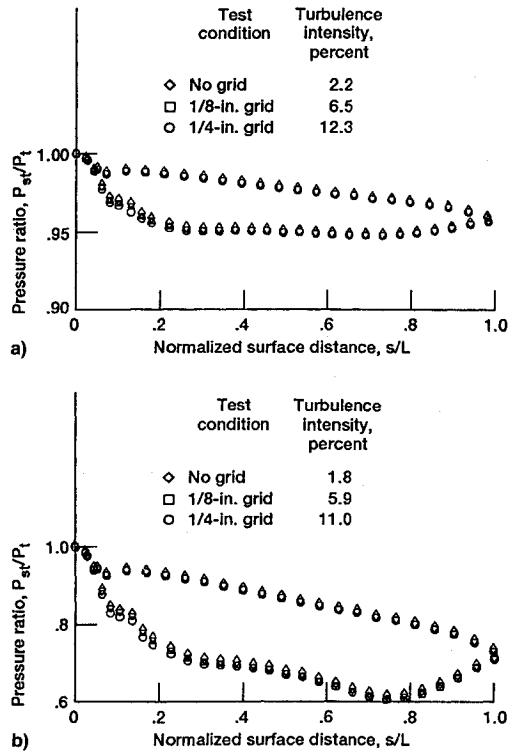 Test Turbulence
condition intensity,
percent
◇ No grid 2.2
□ 1/8-in. grid 6.5
○ 1/4-in. grid 12.3
1.00
.95
.90
Pressure ratio, Pst/Pt
0 .2 .4 .6 .8 1.0
Normalized surface distance, s/L
a)
Test Turbulence
condition intensity,
percent
◇ No grid 1.8
□ 1/8-in. grid 5.9
○ 1/4-in. grid 11.0
1.0
.8
.6
Pressure ratio, Pst/Pt
0 .2 .4 .6 .8 1.0
Normalized surface distance, s/L
b)